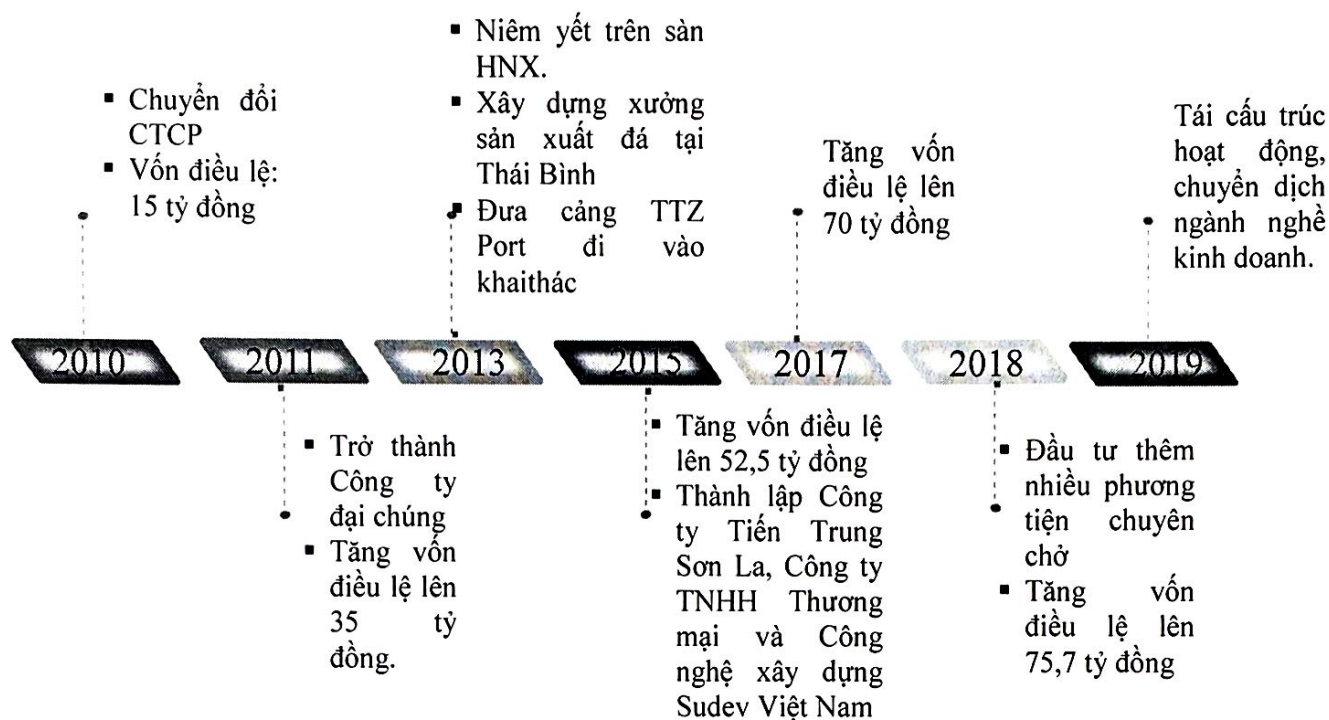 ▪ Chuyển đổi
CTCP
▪ Vốn điều lệ:
15 tỷ đồng
▪ Niêm yết trên sàn
HNX.
▪ Xây dựng xưởng
sản xuất đá tại
Thái Bình
▪ Đưa cảng TTZ
Port đi vào
khaithác
Tăng vốn
điều lệ lên
70 tỷ đồng
Tái cấu trúc
hoạt động,
chuyển dịch
ngành nghề
kinh doanh.
2010 2011 2013 2015 2017 2018 2019
▪ Trở thành
Công ty
đại chúng
▪ Tăng vốn
điều lệ lên
35 tỷ
đồng.
▪ Tăng vốn điều lệ
lên 52,5 tỷ đồng
▪ Thành lập Công
ty Tiến Trung
Sơn La, Công ty
TNHH Thương
mại và Công
nghệ xây dựng
Sudev Việt Nam
▪ Đầu tư thêm
nhiều phương
tiện chuyên
chở
▪ Tăng vốn
điều lệ lên
75,7 tỷ đồng